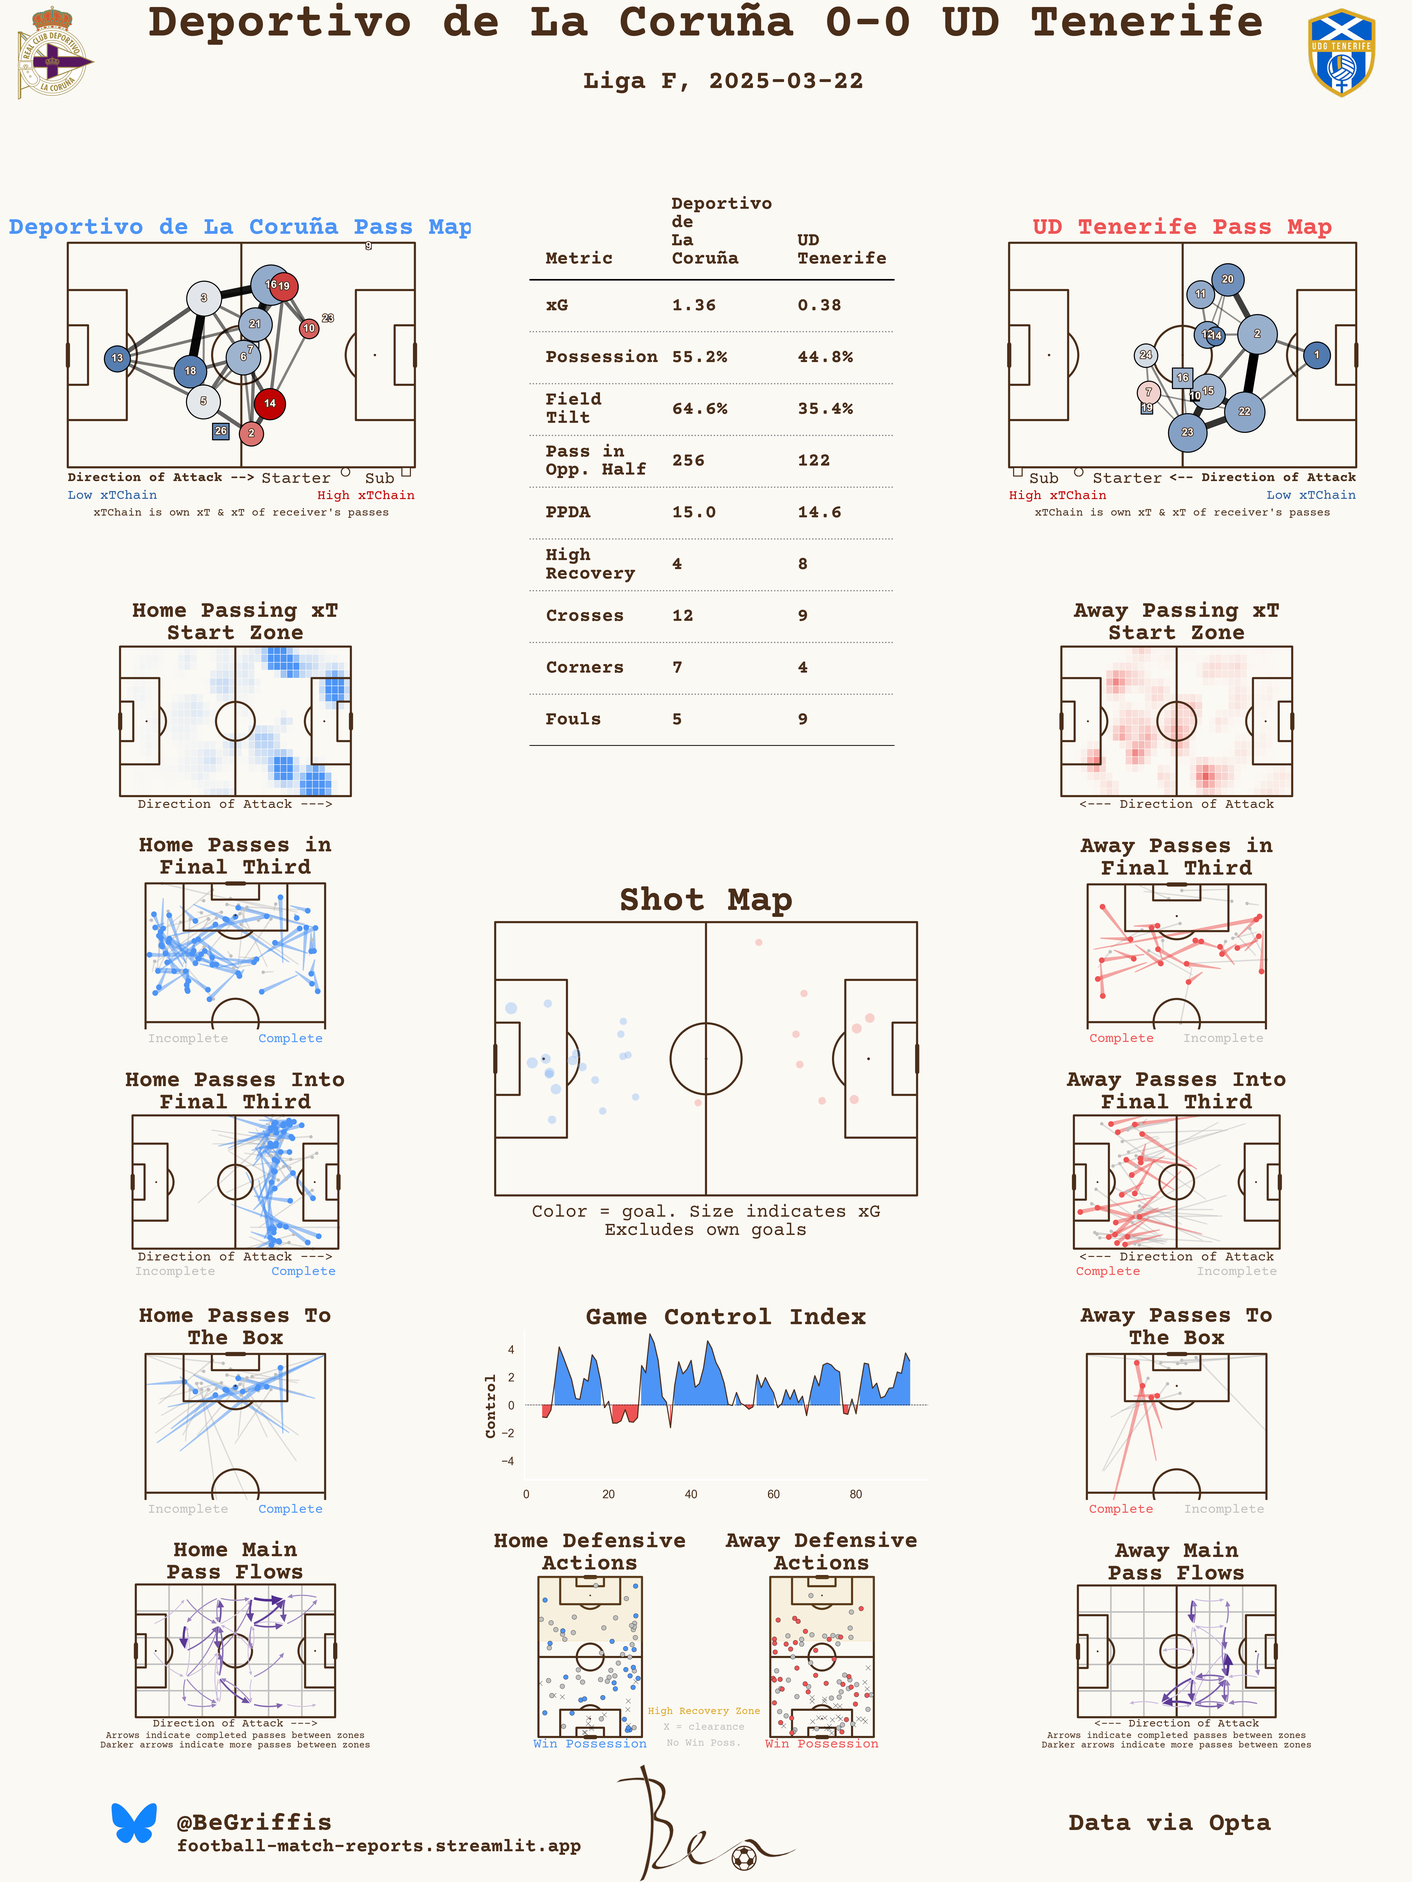 Deportivo de La Coruña 0-0 UD Tenerife
Liga F, 2025-03-22
REAL CLUB DEPORTIVO
LA CORUÑA
UDG TENERIFE
Deportivo de La Coruña Pass Map
9
16
19
3
21
10
23
7
13
6
18
5
14
26
2
Direction of Attack --> Starter Sub
Low xTChain High xTChain
xTChain is own xT & xT of receiver's passes
Metric Deportivo de La Coruña UD Tenerife
xG 1.36 0.38
Possession 55.2% 44.8%
Field Tilt 64.6% 35.4%
Pass in Opp. Half 256 122
PPDA 15.0 14.6
High Recovery 4 8
Crosses 12 9
Corners 7 4
Fouls 5 9
UD Tenerife Pass Map
20
11
2
14
24
1
16
7
15
10
19
22
23
Sub Starter <-- Direction of Attack
High xTChain Low xTChain
xTChain is own xT & xT of receiver's passes
Home Passing xT
Start Zone
Direction of Attack --->
Away Passing xT
Start Zone
<--- Direction of Attack
Home Passes in
Final Third
Incomplete Complete
Away Passes in
Final Third
Complete Incomplete
Shot Map
Color = goal. Size indicates xG
Excludes own goals
Home Passes Into
Final Third
Direction of Attack --->
Incomplete Complete
Away Passes Into
Final Third
<--- Direction of Attack
Complete Incomplete
Home Passes To
The Box
Incomplete Complete
Game Control Index
Control
4
2
0
−2
−4
0 20 40 60 80
Away Passes To
The Box
Complete Incomplete
Home Main
Pass Flows
Direction of Attack --->
Arrows indicate completed passes between zones
Darker arrows indicate more passes between zones
Home Defensive
Actions
Win Possession
High Recovery Zone
X = clearance
No Win Poss.
Away Defensive
Actions
Win Possession
Away Main
Pass Flows
<--- Direction of Attack
Arrows indicate completed passes between zones
Darker arrows indicate more passes between zones
@BeGriffis
football-match-reports.streamlit.app
Ben
Data via Opta